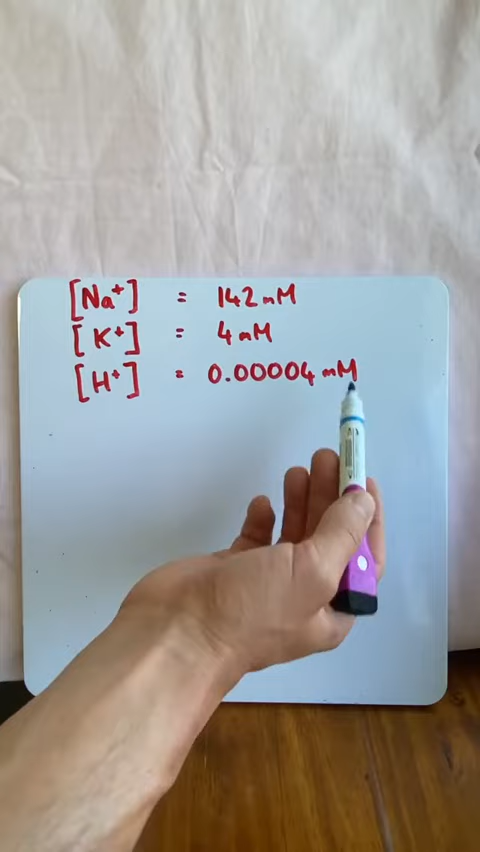 [Na⁺] = 142 mM
[K⁺] = 4 mM
[H⁺] = 0.00004 mM